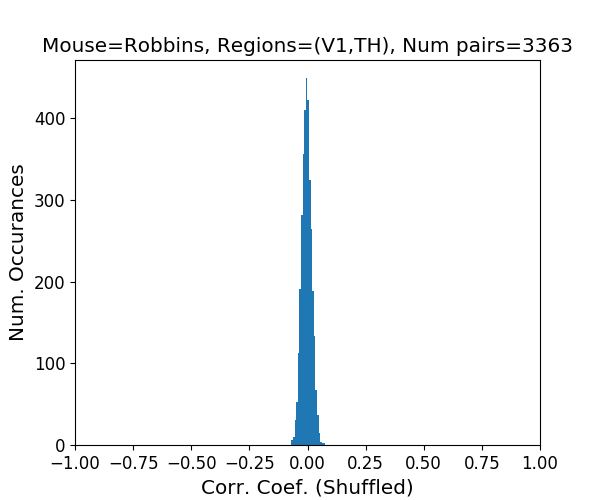 Mouse=Robbins, Regions=(V1,TH), Num pairs=3363
400
300
200
100
0
Num. Occurances
−1.00 −0.75 −0.50 −0.25 0.00 0.25 0.50 0.75 1.00
Corr. Coef. (Shuffled)